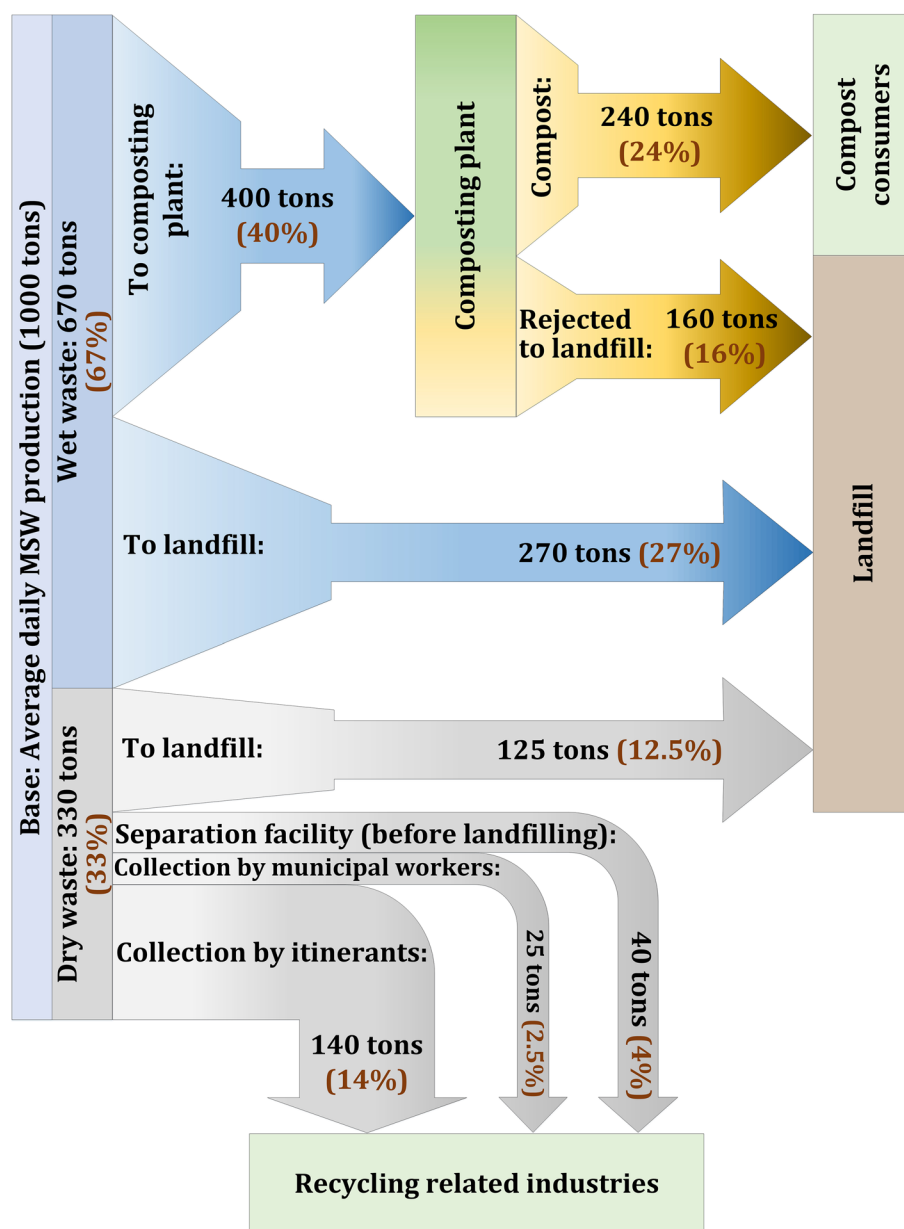 Base: Average daily MSW production (1000 tons)
Wet waste: 670 tons
(67%)
To composting
plant:
400 tons
(40%)
Composting plant
Compost:
240 tons
(24%)
Compost
consumers
Rejected
to landfill:
160 tons
(16%)
To landfill:
270 tons (27%)
Landfill
Dry waste: 330 tons
(33%)
To landfill:
125 tons (12.5%)
Separation facility (before landfilling):
Collection by municipal workers:
Collection by itinerants:
140 tons
(14%)
25 tons (2.5%)
40 tons (4%)
Recycling related industries